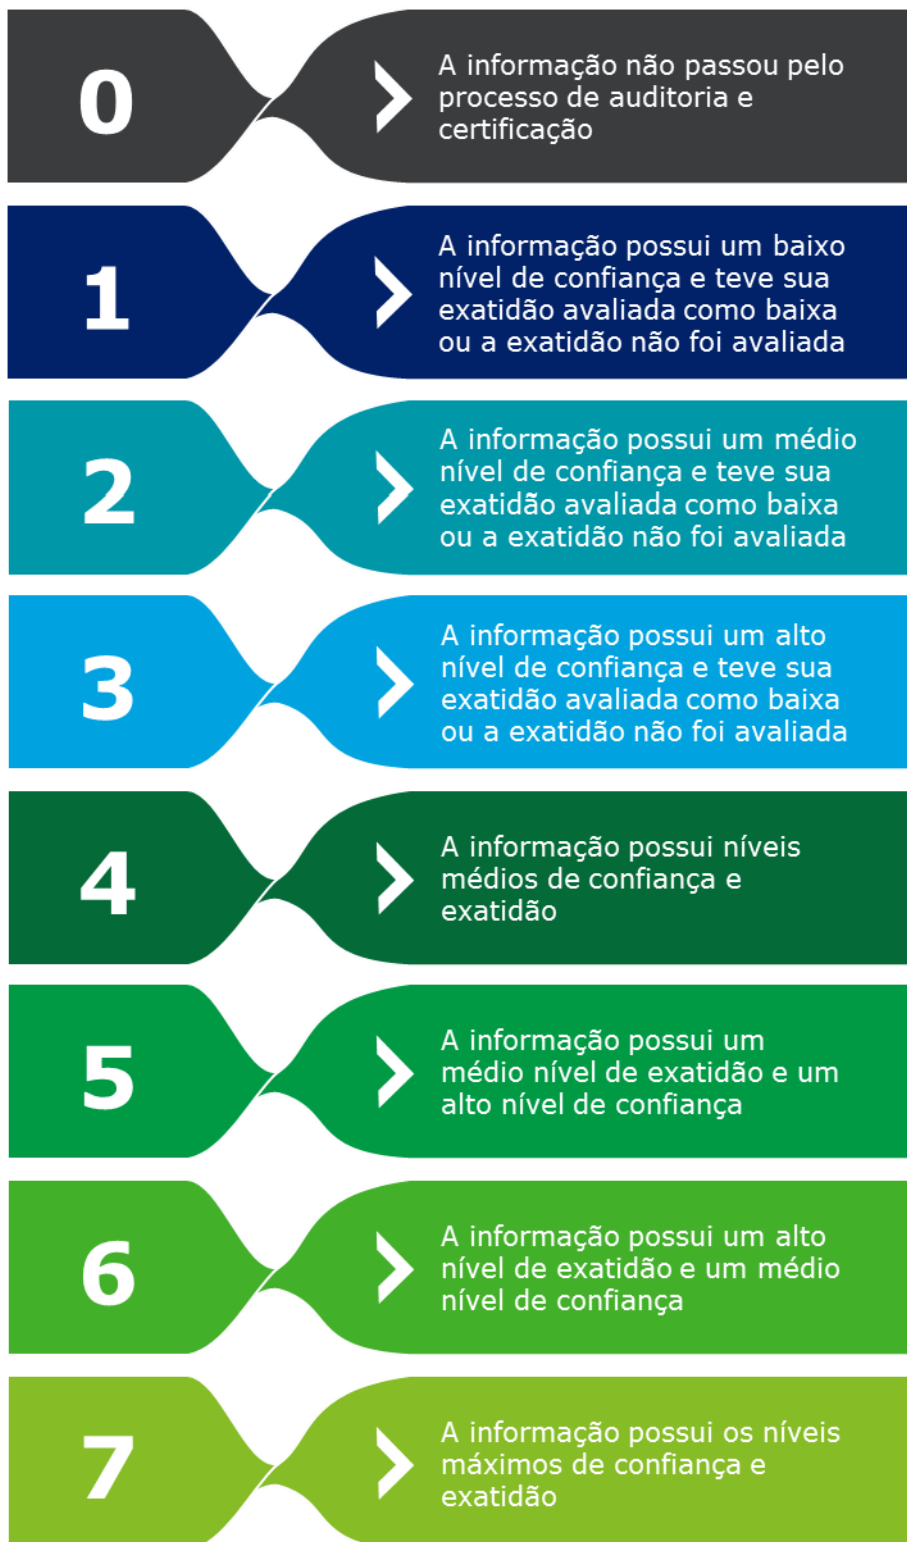 0
A informação não passou pelo
processo de auditoria e
certificação
1
A informação possui um baixo
nível de confiança e teve sua
exatidão avaliada como baixa
ou a exatidão não foi avaliada
2
A informação possui um médio
nível de confiança e teve sua
exatidão avaliada como baixa
ou a exatidão não foi avaliada
3
A informação possui um alto
nível de confiança e teve sua
exatidão avaliada como baixa
ou a exatidão não foi avaliada
4
A informação possui níveis
médios de confiança e
exatidão
5
A informação possui um
médio nível de exatidão e um
alto nível de confiança
6
A informação possui um alto
nível de exatidão e um médio
nível de confiança
7
A informação possui os níveis
máximos de confiança e
exatidão